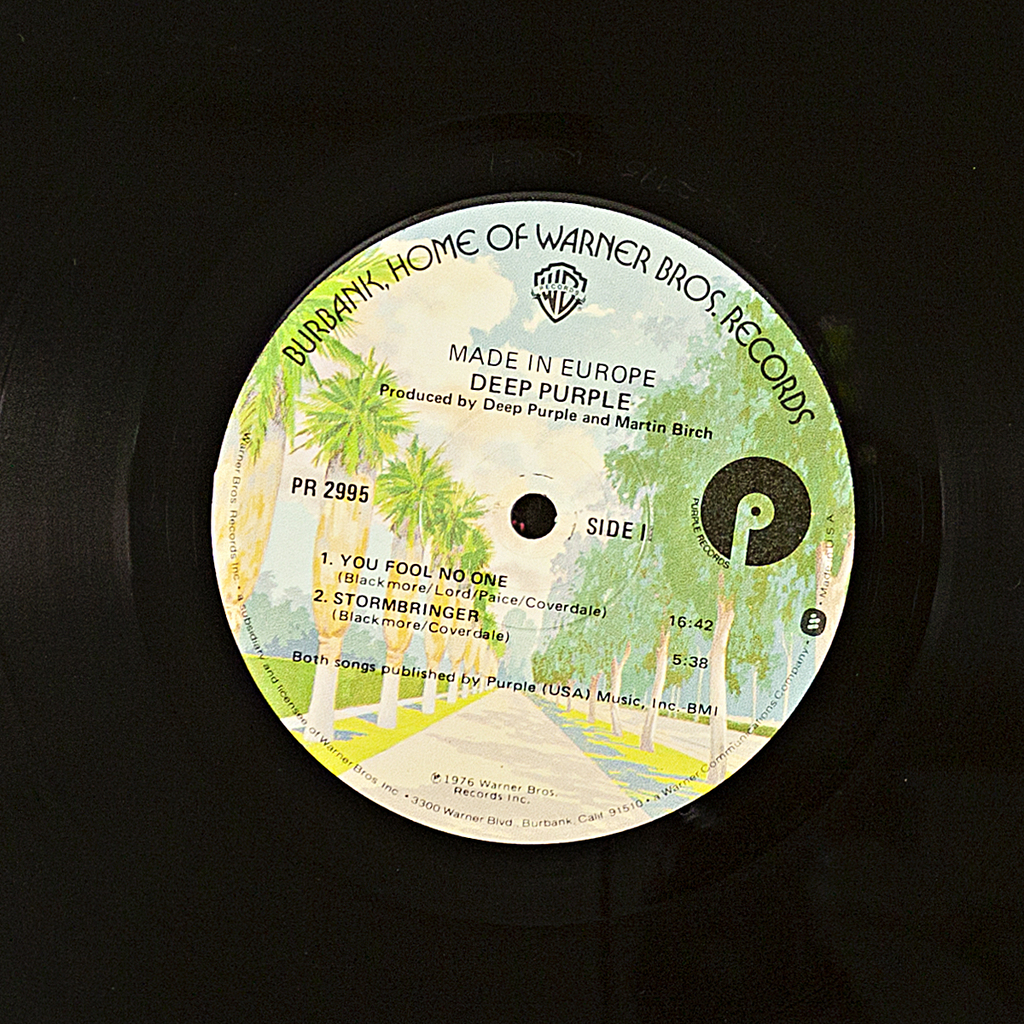 BURBANK, HOME OF WARNER BROS. RECORDS
RECORDS
MADE IN EUROPE
DEEP PURPLE
Produced by Deep Purple and Martin Birch
PR 2995
SIDE I
PURPLE RECORDS
1. YOU FOOL NO ONE
(Blackmore/Lord/Paice/Coverdale)
16:42
2. STORMBRINGER
(Blackmore/Coverdale)
5:38
Both songs published by Purple (USA) Music, Inc.-BMI
℗ 1976 Warner Bros.
Records Inc.
Warner Bros. Records Inc. • a subsidiary and licensee of Warner Bros. Inc. • 3300 Warner Blvd., Burbank, Calif. 91510 • a Warner Communications Company • Made in U S A